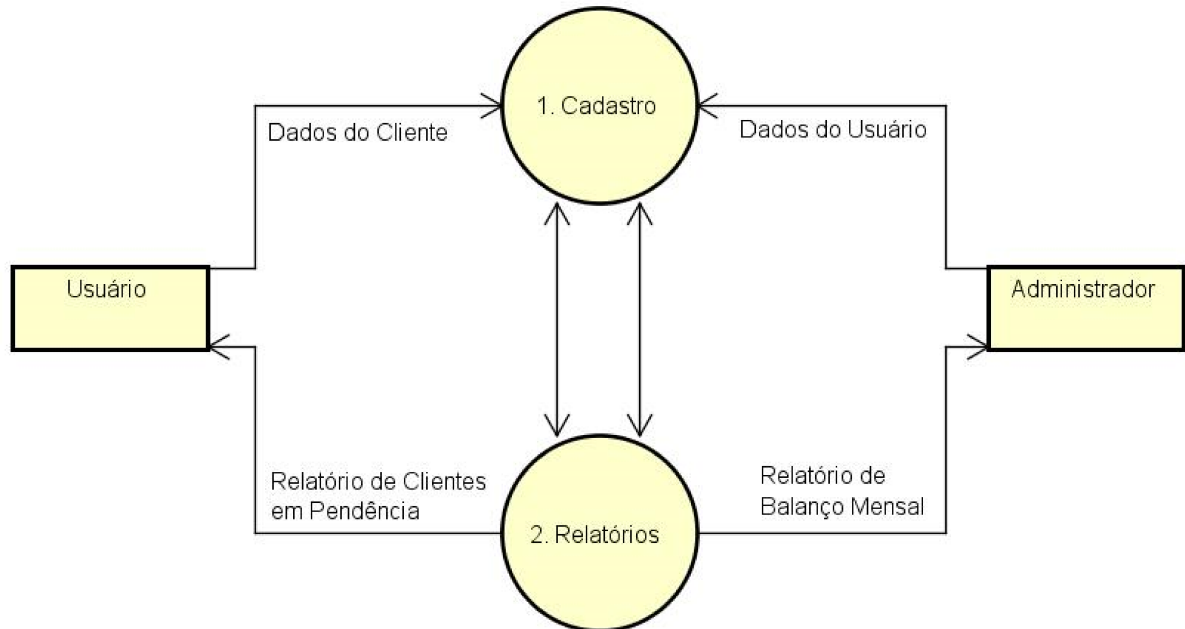 1. Cadastro
Dados do Cliente
Dados do Usuário
Usuário
Administrador
Relatório de Clientes
em Pendência
Relatório de
Balanço Mensal
2. Relatórios